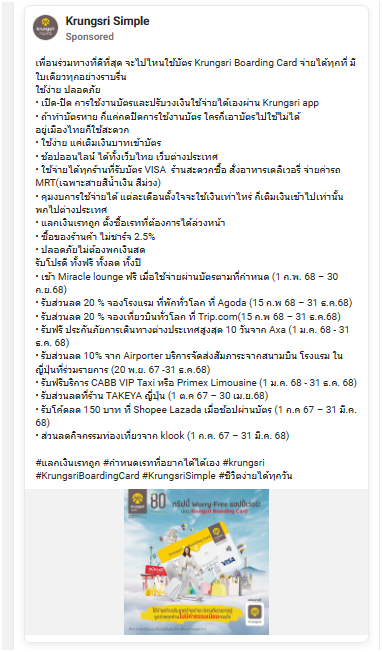 Krungsri Simple
Sponsored
เพื่อนร่วมทางที่ดีที่สุด จะไปไหนใช้บัตร Krungsri Boarding Card จ่ายได้ทุกที่ มี
ใบเดียวทุกอย่างราบรื่น
ใช้ง่าย ปลอดภัย
• เปิด-ปิด การใช้งานบัตรและปรับวงเงินใช้จ่ายได้เองผ่าน Krungsri app
• ถ้าทำบัตรหาย ก็แค่กดปิดการใช้งานบัตร ใครก็เอาบัตรไปใช้ไม่ได้
อยู่เมืองไทยก็ใช้สะดวก
• ใช้ง่าย แค่เติมเงินบาทเข้าบัตร
• ช้อปออนไลน์ ได้ทั้งเว็บไทย เว็บต่างประเทศ
• ใช้จ่ายได้ทุกร้านที่รับบัตร VISA ร้านสะดวกซื้อ สั่งอาหารเดลิเวอรี่ จ่ายค่ารถ
MRT(เฉพาะสายสีน้ำเงิน สีม่วง)
• คุมงบการใช้จ่ายได้ แต่ละเดือนตั้งใจจะใช้เงินเท่าไหร่ ก็เติมเงินเข้าไปเท่านั้น
พกไปต่างประเทศ
• แลกเงินเรทถูก ตั้งซื้อเรทที่ต้องการได้ล่วงหน้า
• ซื้อของร้านค้า ไม่ชาร์จ 2.5%
• ปลอดภัยไม่ต้องพกเงินสด
รับโปรดี ทั้งฟรี ทั้งลด ทั้งปี
• เข้า Miracle lounge ฟรี เมื่อใช้จ่ายผ่านบัตรตามที่กำหนด (1 ก.พ. 68 – 30
ก.ย.68)
• รับส่วนลด 20 % จองโรงแรม ที่พักทั่วโลก ที่ Agoda (15 ก.พ 68 – 31 ธ.ค.68)
• รับส่วนลด 20 % จองเที่ยวบินทั่วโลก ที่ Trip.com(15 ก.พ. 68 – 31 ธ.ค.68)
• รับฟรี ประกันภัยการเดินทางต่างประเทศสูงสุด 10 วันจาก Axa (1 ม.ค. 68 - 31
ธ.ค. 68)
• รับส่วนลด 10% จาก Airporter บริการจัดส่งสัมภาระจากสนามบิน โรงแรม ใน
ญี่ปุ่นที่ร่วมรายการ (20 พ.ย. 67 -31 ธ.ค.68)
• รับฟรีบริการ CABB VIP Taxi หรือ Primex Limousine (1 ม.ค. 68 - 31 ธ.ค. 68)
• รับส่วนลดที่ร้าน TAKEYA ญี่ปุ่น (1 ต.ค 67 – 30 เม.ย.68)
• รับโค้ดลด 150 บาท ที่ Shopee Lazada เมื่อช้อปผ่านบัตร (1 ก.ค 67 – 31 มี.ค.
68)
• ส่วนลดกิจกรรมท่องเที่ยวจาก klook (1 ก.ค. 67 – 31 มี.ค. 68)
#แลกเงินเรทถูก #กำหนดเรทที่อยากได้ได้เอง #krungsri
#KrungsriBoardingCard #KrungsriSimple #ชีวิตง่ายได้ทุกวัน
80
ทริปนี้ Worry-Free แฮปปี้เวอร์!
Krungsri Boarding Card
VISA